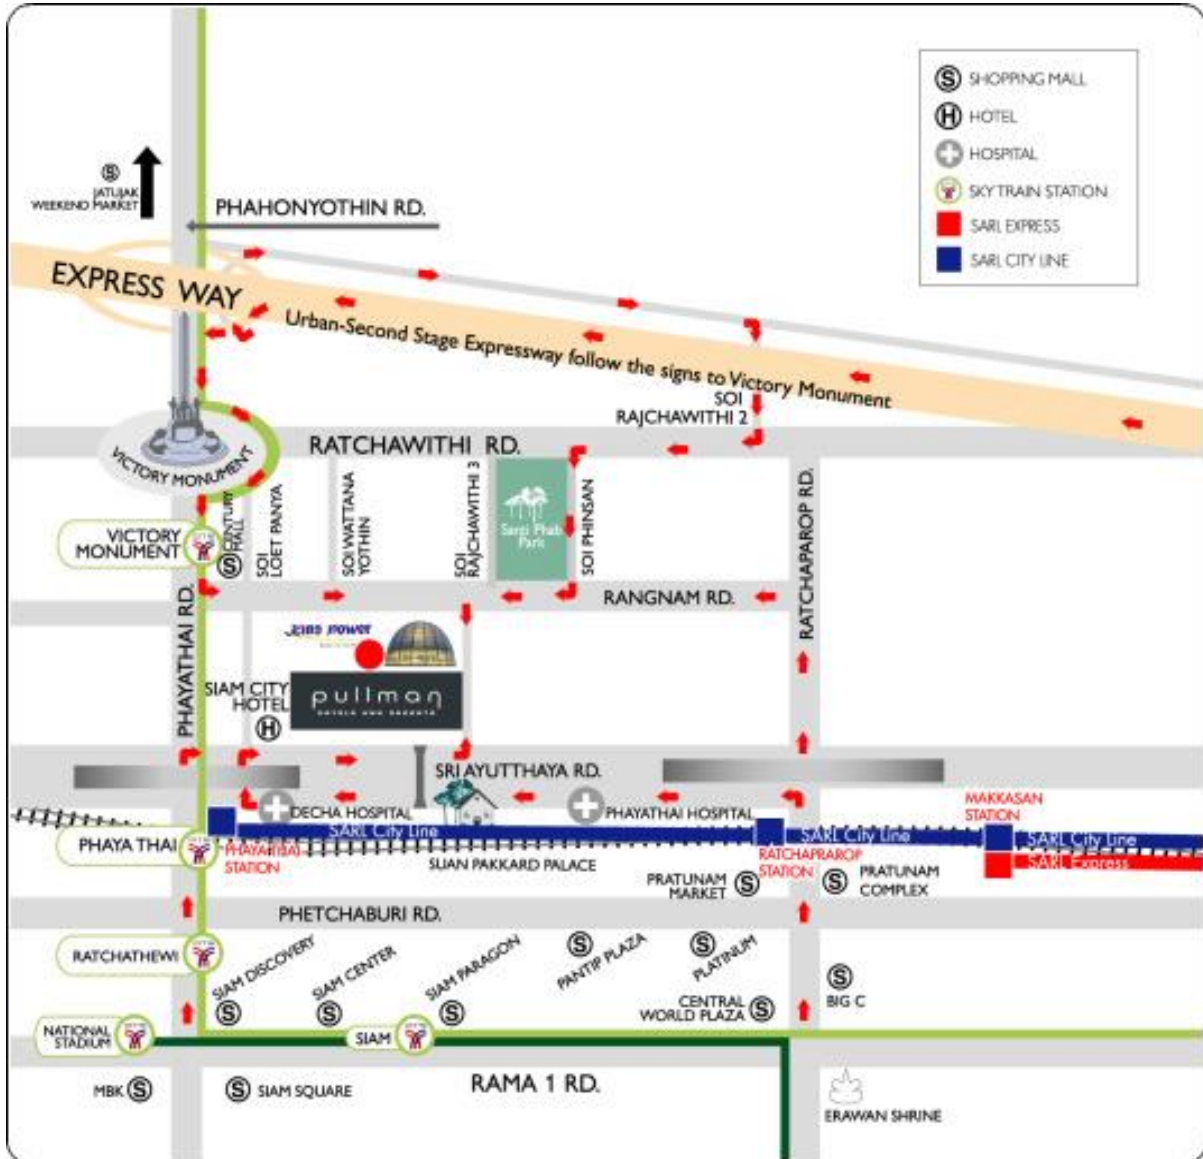 SHOPPING MALL
HOTEL
HOSPITAL
SKY TRAIN STATION
SARL EXPRESS
SARL CITY LINE
JATUJAK
WEEKEND MARKET
PHAHONYOTHIN RD.
EXPRESS WAY
Urban-Second Stage Expressway follow the signs to Victory Monument
SOI
RAJCHAWITHI 2
RATCHAWITHI RD.
VICTORY MONUMENT
VICTORY
MONUMENT
CENTURY
MALL
SOI
LOET PANYA
SOI WATTANA
YOTHIN
SOI
RAJCHAWITHI 3
Santi Phab
Park
SOI PHINSAN
RATCHAPAROP RD.
RANGNAM RD.
PHAYATHAI RD.
SIAM CITY
HOTEL
H
pullman
HOTELS AND RESORTS
SRI AYUTTHAYA RD.
DECHA HOSPITAL
PHAYATHAI HOSPITAL
MAKKASAN
STATION
SARL City Line
SARL City Line
SARL City Line
SARL Express
PHAYA THAI
PHAYATHAI
STATION
SUAN PAKKARD PALACE
RATCHAPRAROP
STATION
PRATUNAM
MARKET
PRATUNAM
COMPLEX
PHETCHABURI RD.
RATCHATHEWI
SIAM DISCOVERY
SIAM CENTER
SIAM PARAGON
PANTIP PLAZA
PLATINUM
CENTRAL
WORLD PLAZA
BIG C
NATIONAL
STADIUM
SIAM
MBK
SIAM SQUARE
RAMA 1 RD.
ERAWAN SHRINE